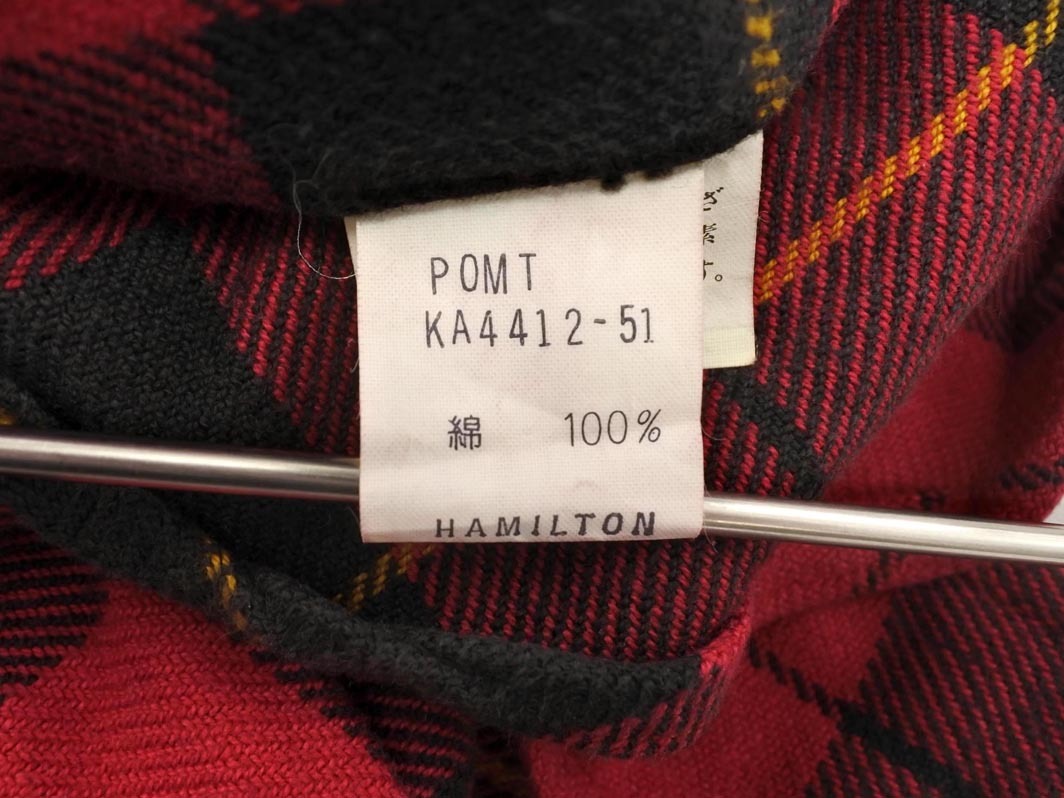 POMT
KA4412-51
綿 100%
HAMILTON